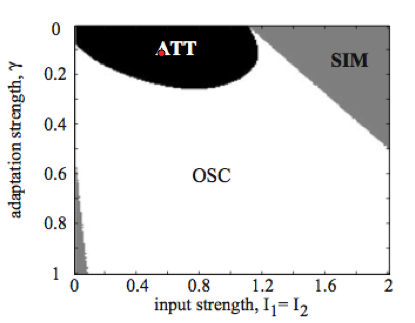 0
0.2
0.4
0.6
0.8
1
adaptation strength, γ
ATT
SIM
OSC
0 0.4 0.8 1.2 1.6 2
input strength, I₁= I₂